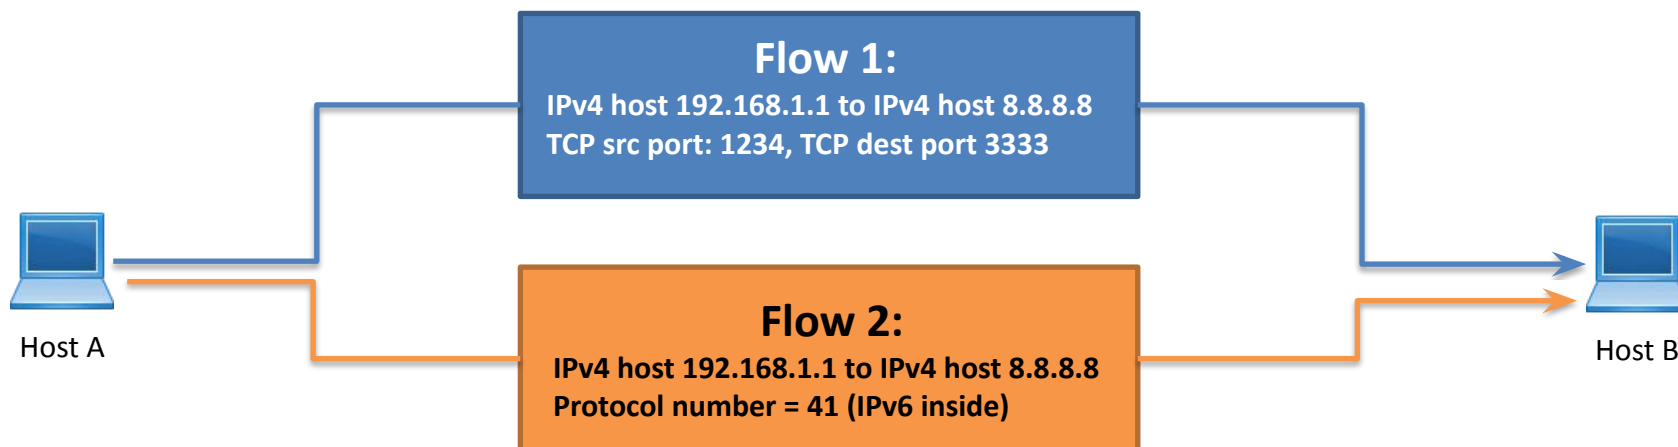 Flow 1:
IPv4 host 192.168.1.1 to IPv4 host 8.8.8.8
TCP src port: 1234, TCP dest port 3333
Host A
Host B
Flow 2:
IPv4 host 192.168.1.1 to IPv4 host 8.8.8.8
Protocol number = 41 (IPv6 inside)